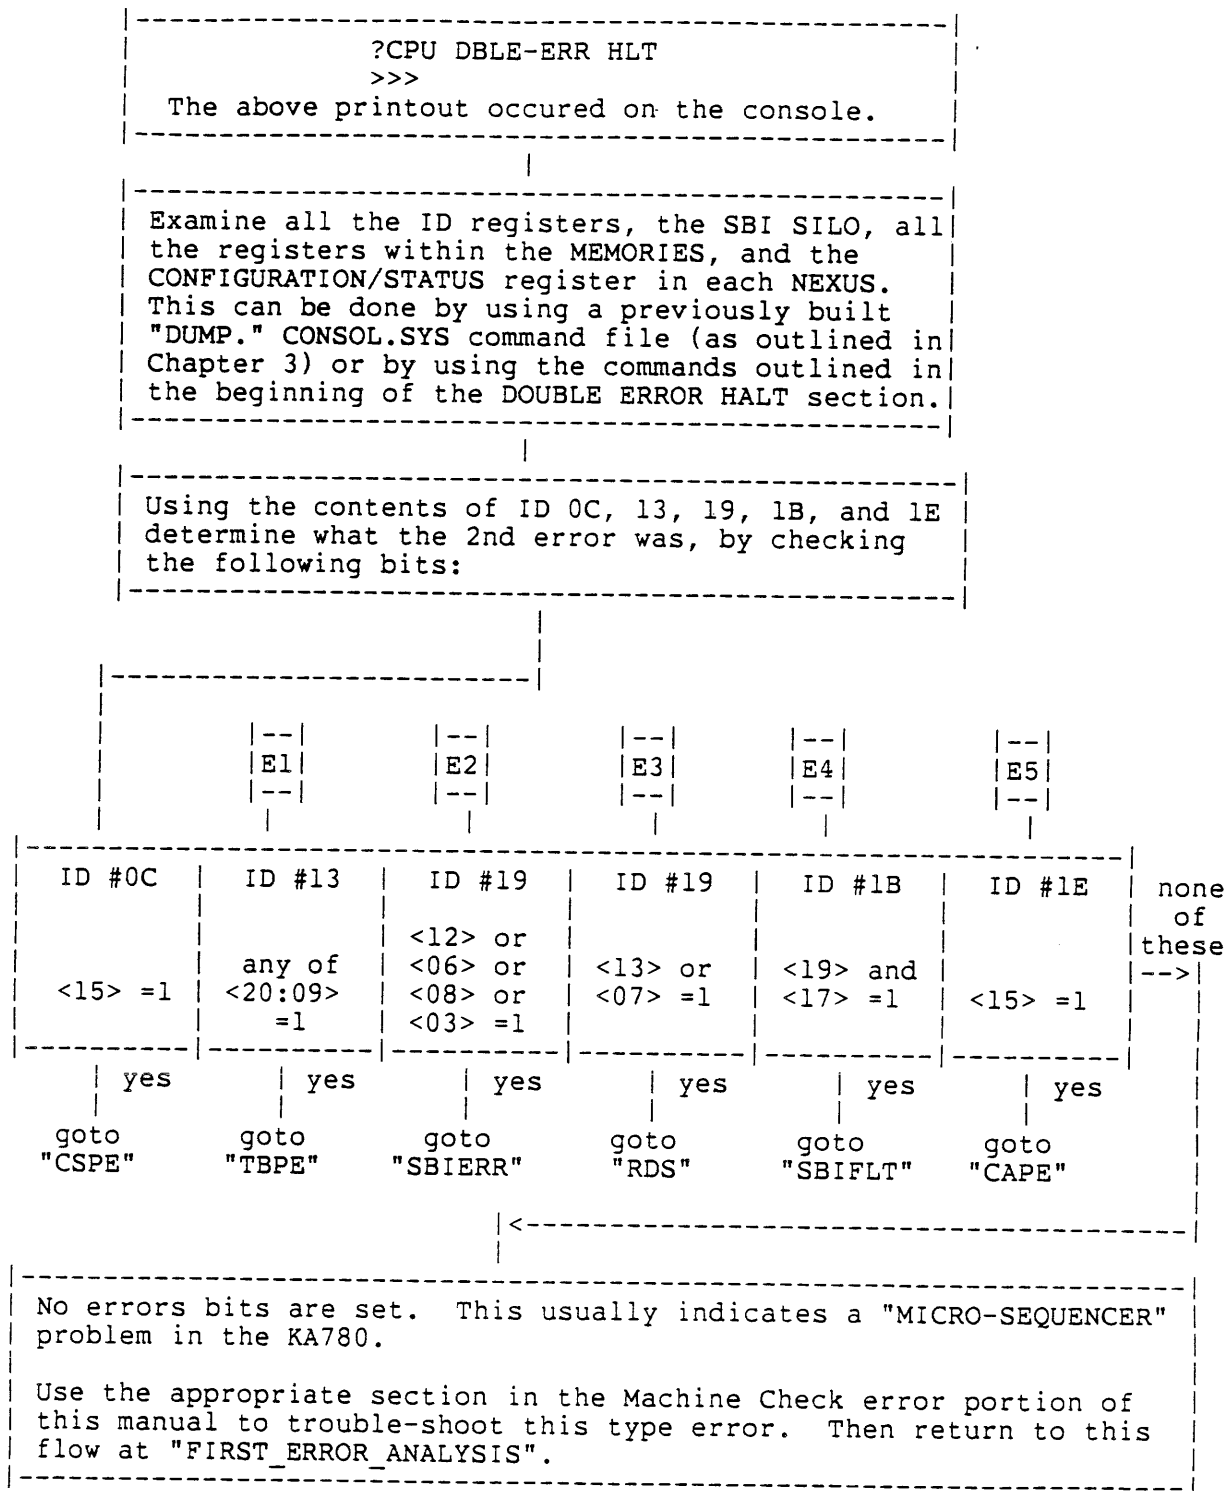 ?CPU DBLE-ERR HLT
>>>
The above printout occured on the console.
Examine all the ID registers, the SBI SILO, all
the registers within the MEMORIES, and the
CONFIGURATION/STATUS register in each NEXUS.
This can be done by using a previously built
"DUMP." CONSOL.SYS command file (as outlined in
Chapter 3) or by using the commands outlined in
the beginning of the DOUBLE ERROR HALT section.
Using the contents of ID 0C, 13, 19, 1B, and 1E
determine what the 2nd error was, by checking
the following bits:
E1 E2 E3 E4 E5
ID #0C ID #13 ID #19 ID #19 ID #1B ID #1E none
of
<12> or these
any of <06> or <13> or <19> and -->
<15> =1 <20:09> <08> or <07> =1 <17> =1 <15> =1
=1 <03> =1
yes yes yes yes yes yes
goto goto goto goto goto goto
"CSPE" "TBPE" "SBIERR" "RDS" "SBIFLT" "CAPE"
No errors bits are set. This usually indicates a "MICRO-SEQUENCER"
problem in the KA780.
Use the appropriate section in the Machine Check error portion of
this manual to trouble-shoot this type error. Then return to this
flow at "FIRST_ERROR_ANALYSIS".